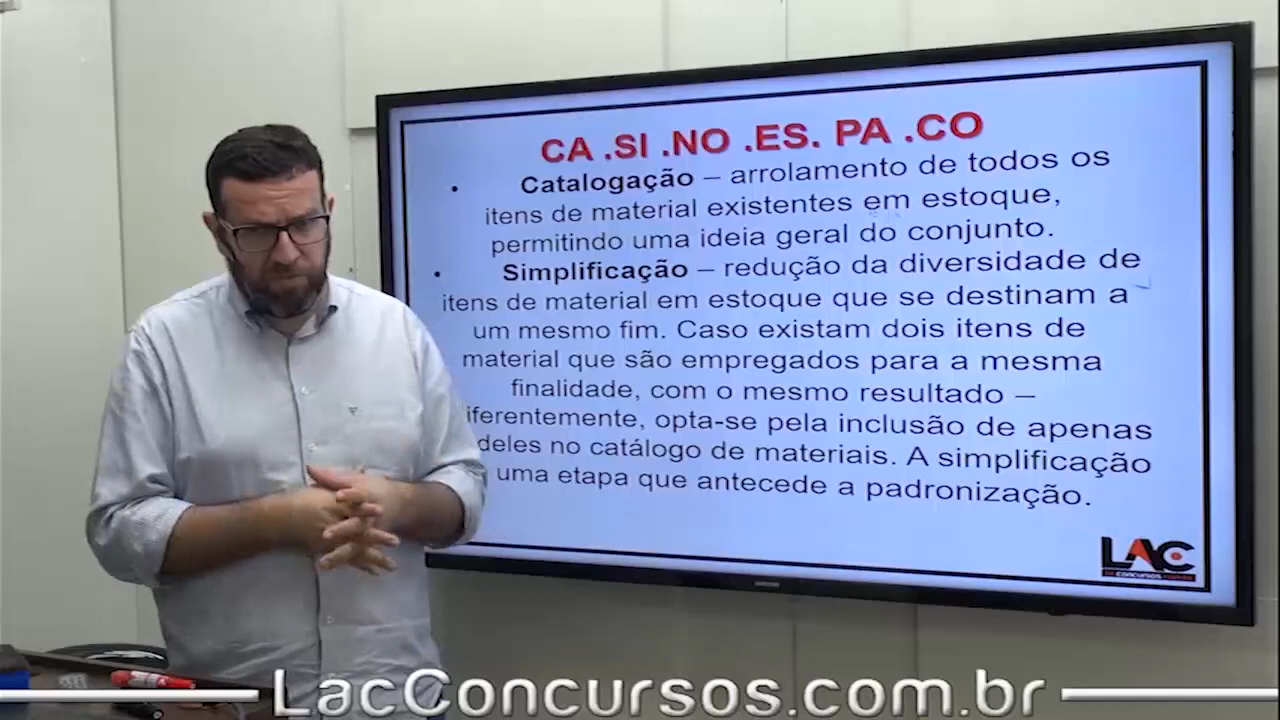 CA .SI .NO .ES. PA .CO
• Catalogação – arrolamento de todos os
itens de material existentes em estoque,
permitindo uma ideia geral do conjunto.
• Simplificação – redução da diversidade de
itens de material em estoque que se destinam a
um mesmo fim. Caso existam dois itens de
material que são empregados para a mesma
finalidade, com o mesmo resultado –
iferentemente, opta-se pela inclusão de apenas
deles no catálogo de materiais. A simplificação
uma etapa que antecede a padronização.
LAC
CONCURSOS
LacConcursos.com.br